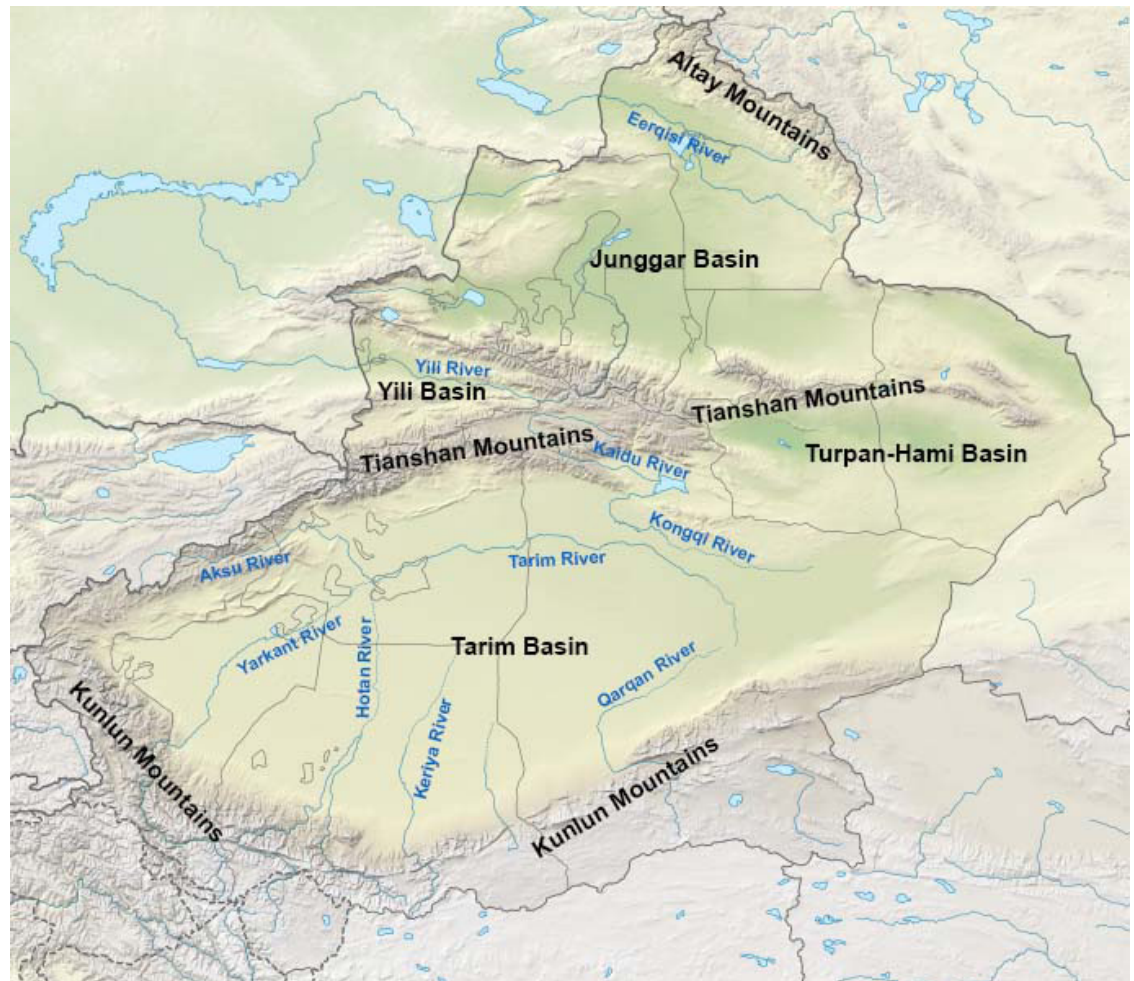 Altay Mountains
Eerqisi River
Junggar Basin
Yili River
Yili Basin
Tianshan Mountains
Tianshan Mountains
Kaidu River
Turpan-Hami Basin
Kongqi River
Aksu River
Tarim River
Yarkant River
Hotan River
Tarim Basin
Keriya River
Qarqan River
Kunlun Mountains
Kunlun Mountains